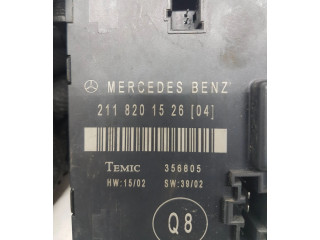 MERCEDES BENZ
211 820 15 26 [04]
TEMIC 356805
HW:15/02 SW:39/02
Q8